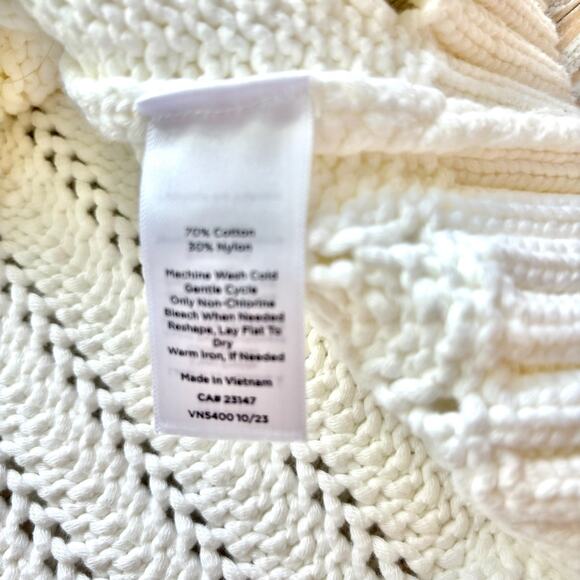 70% Cotton
30% Nylon
Machine Wash Cold
Gentle Cycle
Only Non-Chlorine
Bleach When Needed
Reshape, Lay Flat To
Dry
Warm Iron, If Needed
Made in Vietnam
CA# 23147
VN5400 10/23